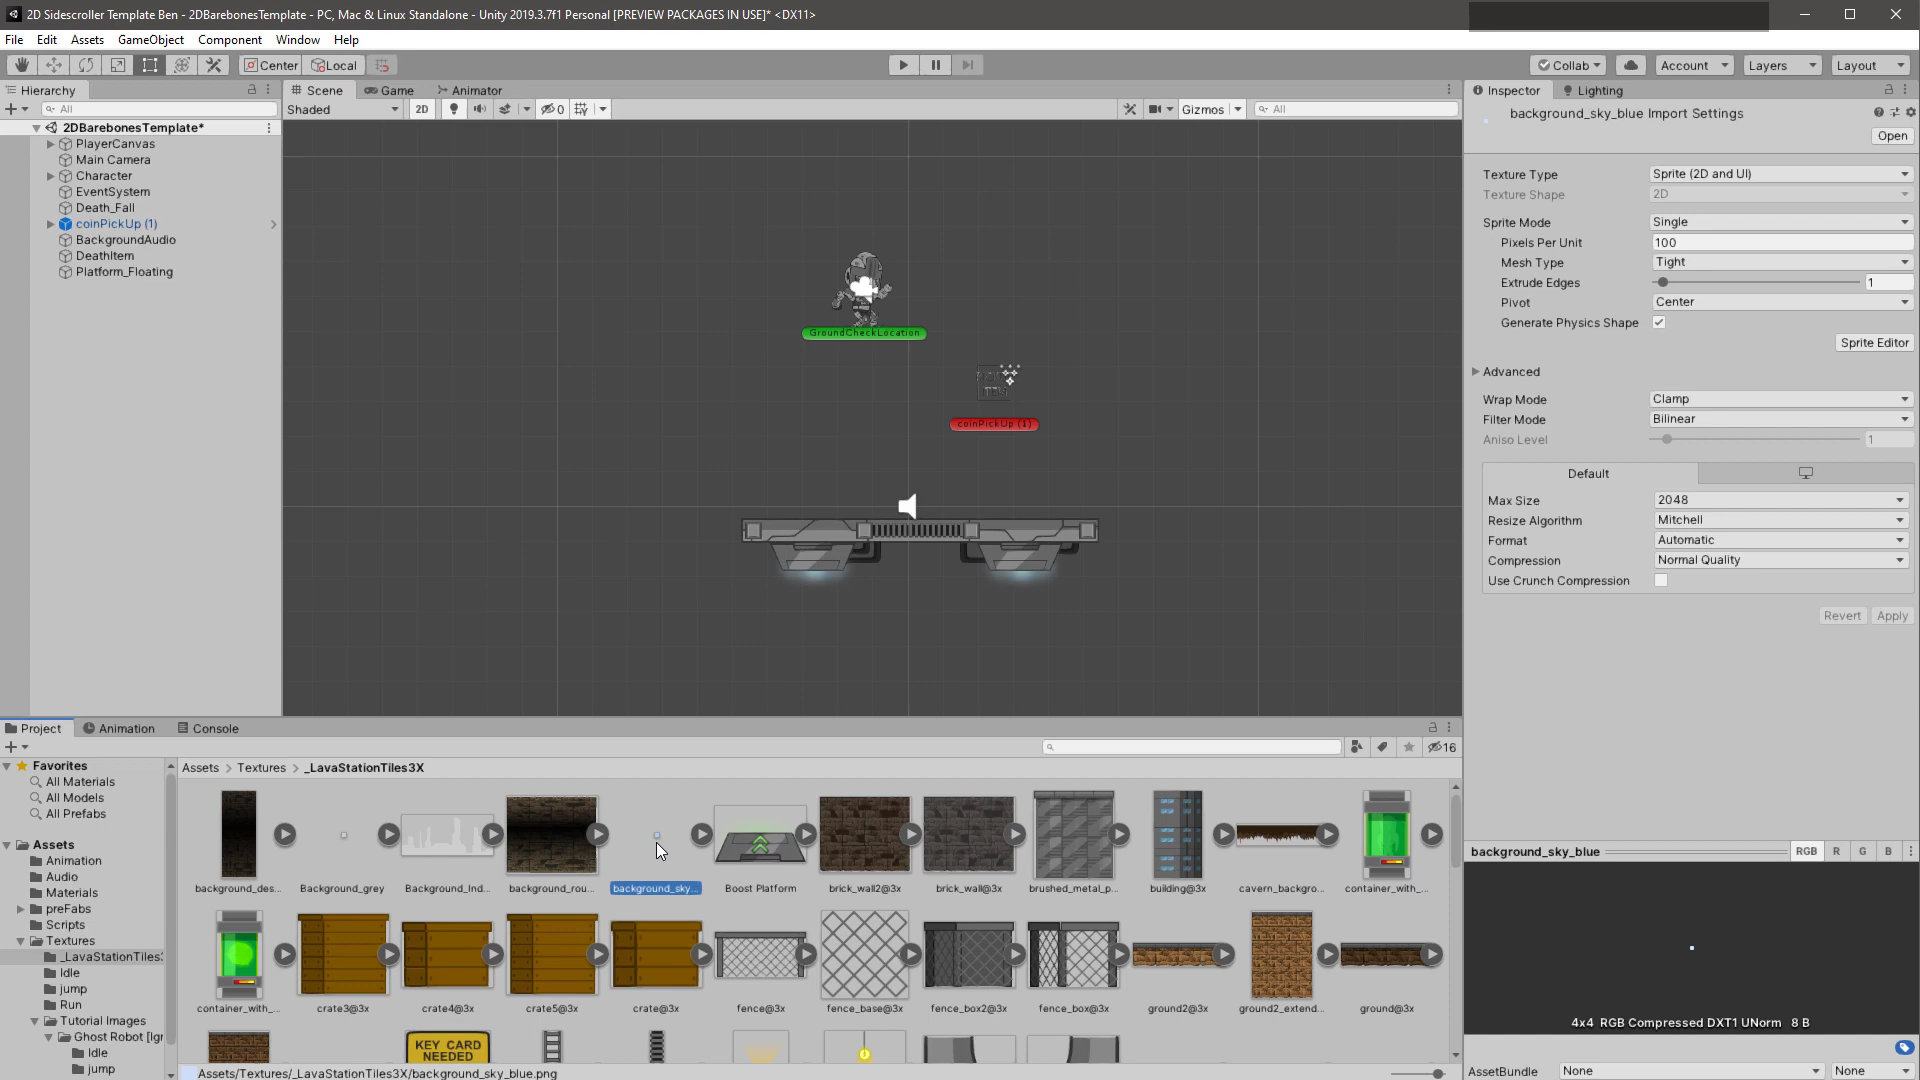 2D Sidescroller Template Ben - 2DBarebonesTemplate - PC, Mac & Linux Standalone - Unity 2019.3.7f1 Personal [PREVIEW PACKAGES IN USE]* <DX11>
File Edit Assets GameObject Component Window Help
Center Local Collab Account Layers Layout
Hierarchy
All
2DBarebonesTemplate*
PlayerCanvas
Main Camera
Character
EventSystem
Death_Fall
coinPickUp (1)
BackgroundAudio
DeathItem
Platform_Floating
Scene Game Animator
Shaded 2D 0 Gizmos All
GroundCheckLocation
coinPickUp (1)
Inspector Lighting
background_sky_blue Import Settings
Open
Texture Type Sprite (2D and UI)
Texture Shape 2D
Sprite Mode Single
Pixels Per Unit 100
Mesh Type Tight
Extrude Edges 1
Pivot Center
Generate Physics Shape
Sprite Editor
Advanced
Wrap Mode Clamp
Filter Mode Bilinear
Aniso Level 1
Default
Max Size 2048
Resize Algorithm Mitchell
Format Automatic
Compression Normal Quality
Use Crunch Compression
Revert Apply
Project Animation Console
16
Favorites
All Materials
All Models
All Prefabs
Assets
Animation
Audio
Materials
preFabs
Scripts
Textures
_LavaStationTiles3
Idle
jump
Run
Tutorial Images
Ghost Robot [Igr
Idle
jump
Assets > Textures > _LavaStationTiles3X
background_des... Background_grey Background_Ind... background_rou... background_sky... Boost Platform brick_wall2@3x brick_wall@3x brushed_metal_p... building@3x cavern_backgro... container_with_...
container_with_... crate3@3x crate4@3x crate5@3x crate@3x fence@3x fence_base@3x fence_box2@3x fence_box@3x ground2@3x ground2_extend... ground@3x
KEY CARD
NEEDED
Assets/Textures/_LavaStationTiles3X/background_sky_blue.png
background_sky_blue RGB R G B
4x4 RGB Compressed DXT1 UNorm 8 B
AssetBundle None None